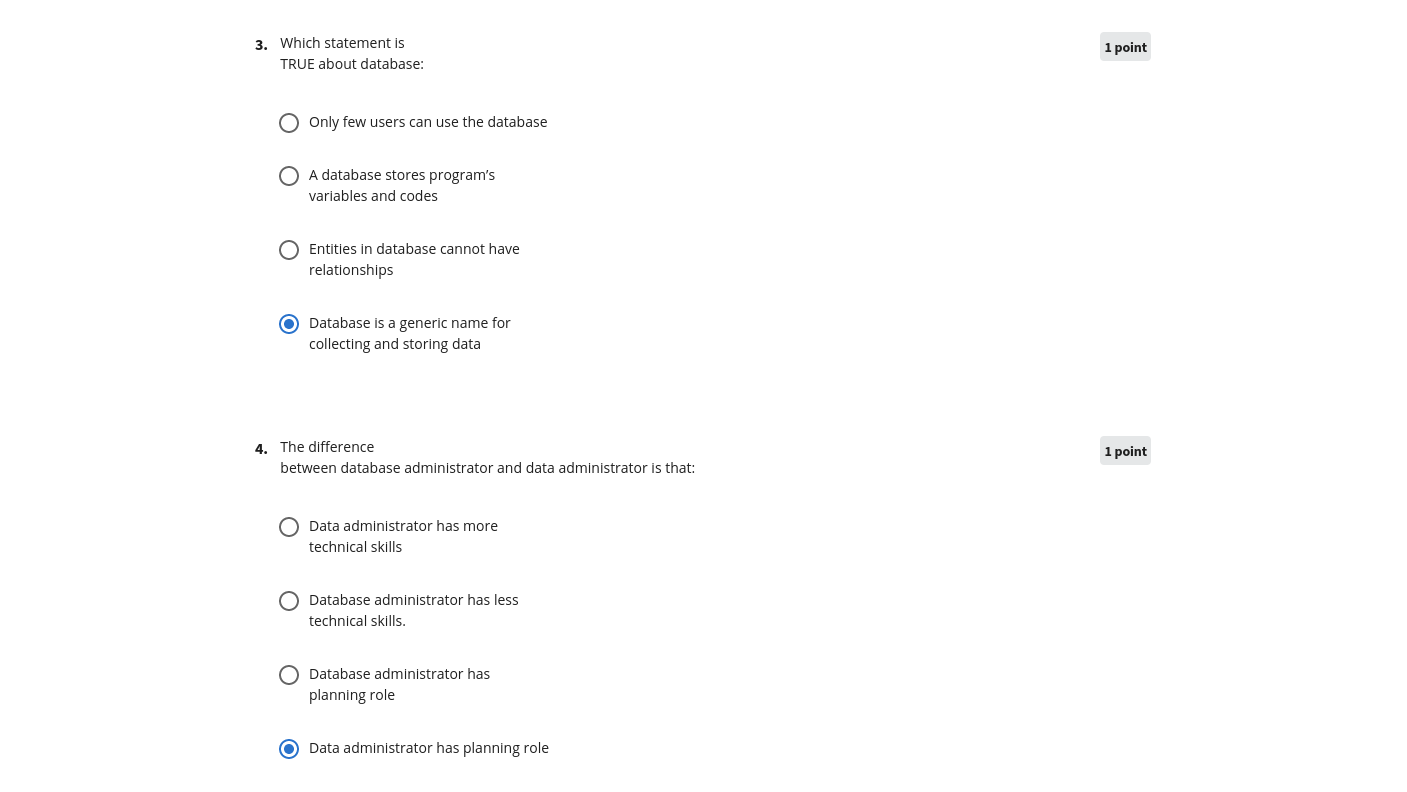 3.
Which statement is
TRUE about database:
1 point
Only few users can use the database
A database stores program’s
variables and codes
Entities in database cannot have
relationships
Database is a generic name for
collecting and storing data
4.
The difference
between database administrator and data administrator is that:
1 point
Data administrator has more
technical skills
Database administrator has less
technical skills.
Database administrator has
planning role
Data administrator has planning role